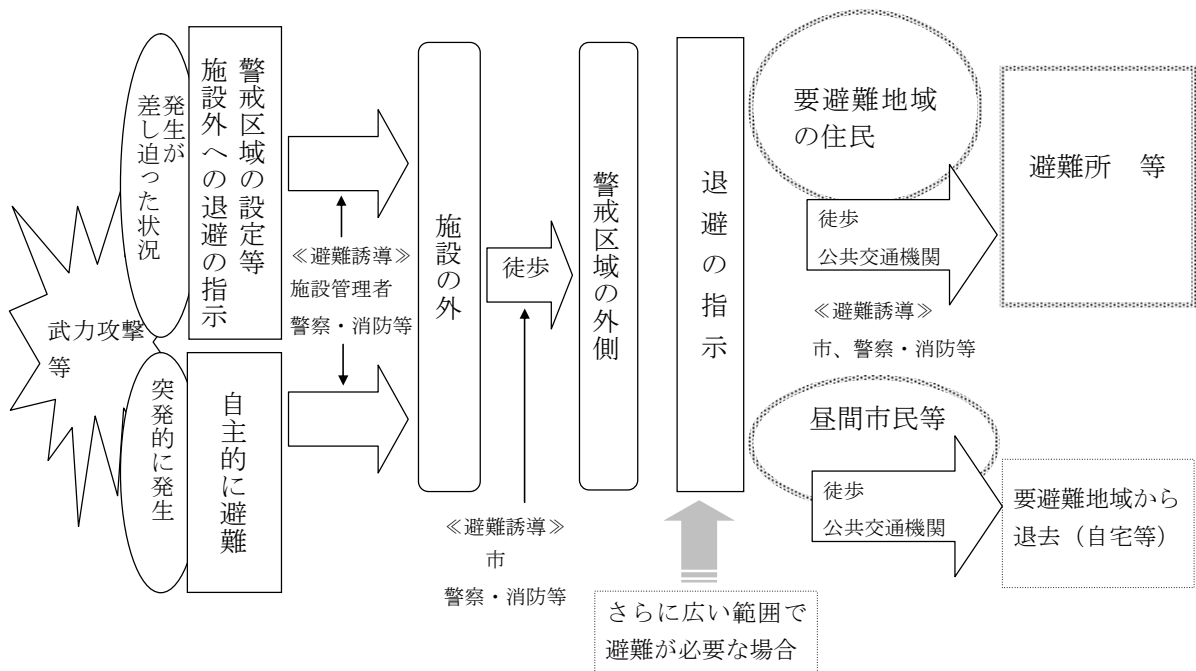 武力攻撃
等
発生が
差し迫った状況
警戒区域の設定等
施設外への退避の指示
突発的に発生
自主的に避難
≪避難誘導≫
施設管理者
警察・消防等
施設の外
徒歩
≪避難誘導≫
市
警察・消防等
警戒区域の外側
退避の指示
さらに広い範囲で
避難が必要な場合
要避難地域
の住民
徒歩
公共交通機関
≪避難誘導≫
市、警察・消防等
避難所　等
昼間市民等
徒歩
公共交通機関
要避難地域から
退去（自宅等）